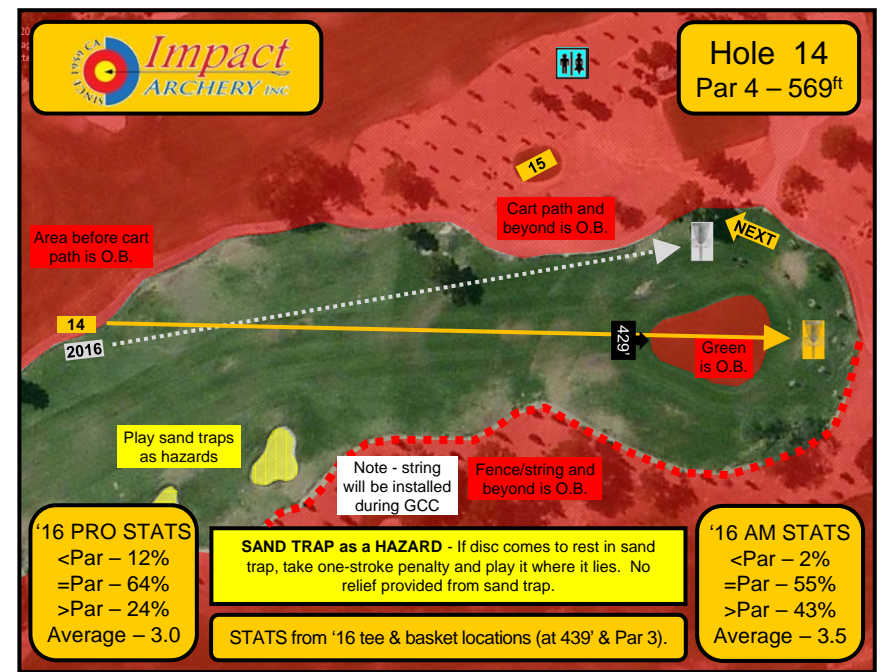 SINCE 1959 CA
Impact
ARCHERY INC
Hole 14
Par 4 – 569ft
15
Cart path and
beyond is O.B.
NEXT
Area before cart
path is O.B.
14
2016
429'
Green
is O.B.
Play sand traps
as hazards
Note - string
will be installed
during GCC
Fence/string and
beyond is O.B.
‘16 PRO STATS
<Par – 12%
=Par – 64%
>Par – 24%
Average – 3.0
SAND TRAP as a HAZARD - If disc comes to rest in sand
trap, take one-stroke penalty and play it where it lies. No
relief provided from sand trap.
STATS from ‘16 tee & basket locations (at 439’ & Par 3).
‘16 AM STATS
<Par – 2%
=Par – 55%
>Par – 43%
Average – 3.5